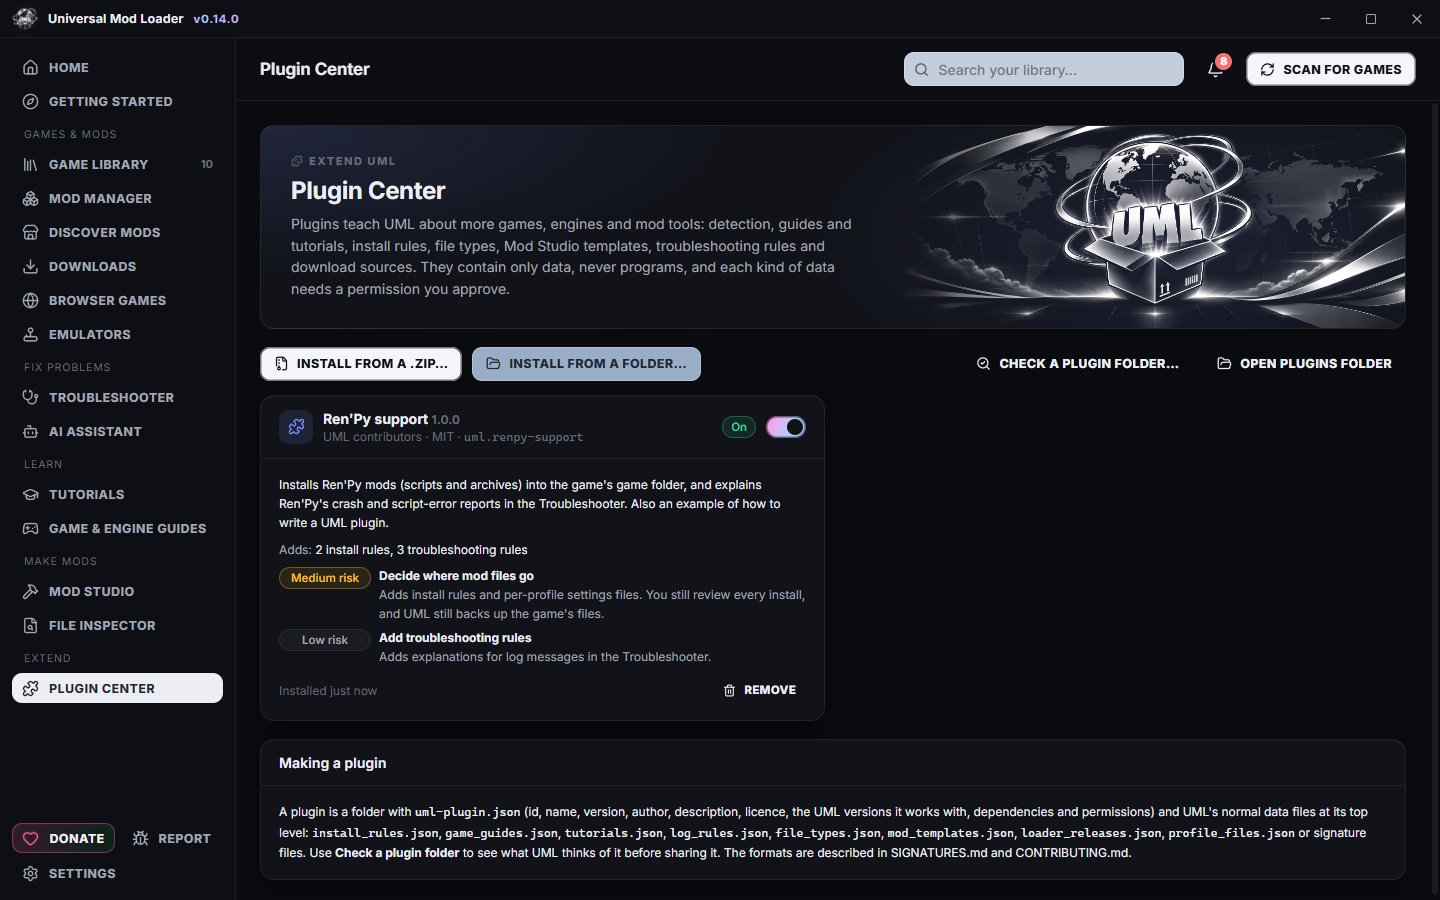 Universal Mod Loader v0.14.0
HOME
GETTING STARTED
GAMES & MODS
GAME LIBRARY 10
MOD MANAGER
DISCOVER MODS
DOWNLOADS
BROWSER GAMES
EMULATORS
FIX PROBLEMS
TROUBLESHOOTER
AI ASSISTANT
LEARN
TUTORIALS
GAME & ENGINE GUIDES
MAKE MODS
MOD STUDIO
FILE INSPECTOR
EXTEND
PLUGIN CENTER
DONATE
REPORT
SETTINGS
Plugin Center
Search your library...
8
SCAN FOR GAMES
EXTEND UML
Plugin Center
Plugins teach UML about more games, engines and mod tools: detection, guides and
tutorials, install rules, file types, Mod Studio templates, troubleshooting rules and
download sources. They contain only data, never programs, and each kind of data
needs a permission you approve.
UML
INSTALL FROM A .ZIP...
INSTALL FROM A FOLDER...
CHECK A PLUGIN FOLDER...
OPEN PLUGINS FOLDER
Ren'Py support 1.0.0
UML contributors · MIT · uml.renpy-support
On
Installs Ren'Py mods (scripts and archives) into the game's game folder, and explains
Ren'Py's crash and script-error reports in the Troubleshooter. Also an example of how to
write a UML plugin.
Adds: 2 install rules, 3 troubleshooting rules
Medium risk
Decide where mod files go
Adds install rules and per-profile settings files. You still review every install,
and UML still backs up the game's files.
Low risk
Add troubleshooting rules
Adds explanations for log messages in the Troubleshooter.
Installed just now
REMOVE
Making a plugin
A plugin is a folder with uml-plugin.json (id, name, version, author, description, licence, the UML versions it works with, dependencies and permissions) and UML's normal data files at its top
level: install_rules.json, game_guides.json, tutorials.json, log_rules.json, file_types.json, mod_templates.json, loader_releases.json, profile_files.json or signature
files. Use Check a plugin folder to see what UML thinks of it before sharing it. The formats are described in SIGNATURES.md and CONTRIBUTING.md.